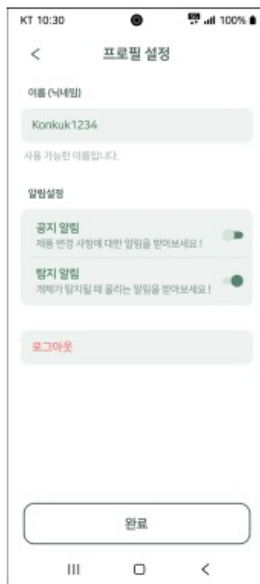 KT 10:30
100%
프로필 설정
이름 (닉네임)
Konkuk1234
사용 가능한 이름입니다.
알림설정
공지 알림
제품 변경 사항에 대한 알림을 받아보세요!
탐지 알림
개체가 탐지될 때 울리는 알림을 받아보세요!
로그아웃
완료